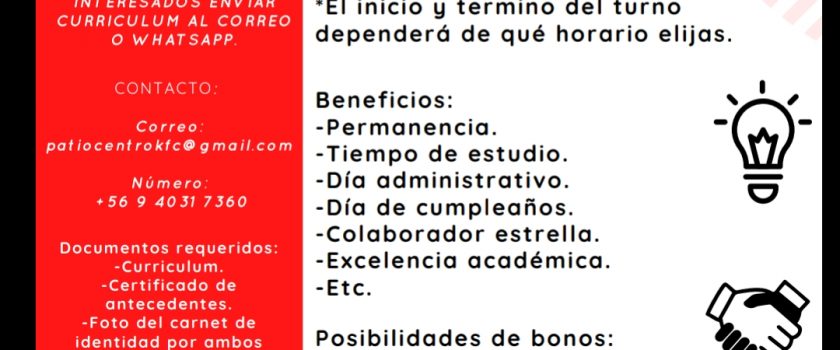 INTERESADOS ENVIAR
CURRICULUM AL CORREO
O WHATSAPP.
CONTACTO:
Correo:
patiocentrokfc@gmail.com
Número:
+56 9 4031 7360
Documentos requeridos:
-Curriculum.
-Certificado de
antecedentes.
-Foto del carnet de
identidad por ambos
*El inicio y termino del turno
dependerá de qué horario elijas.
Beneficios:
-Permanencia.
-Tiempo de estudio.
-Día administrativo.
-Día de cumpleaños.
-Colaborador estrella.
-Excelencia académica.
-Etc.
Posibilidades de bonos: